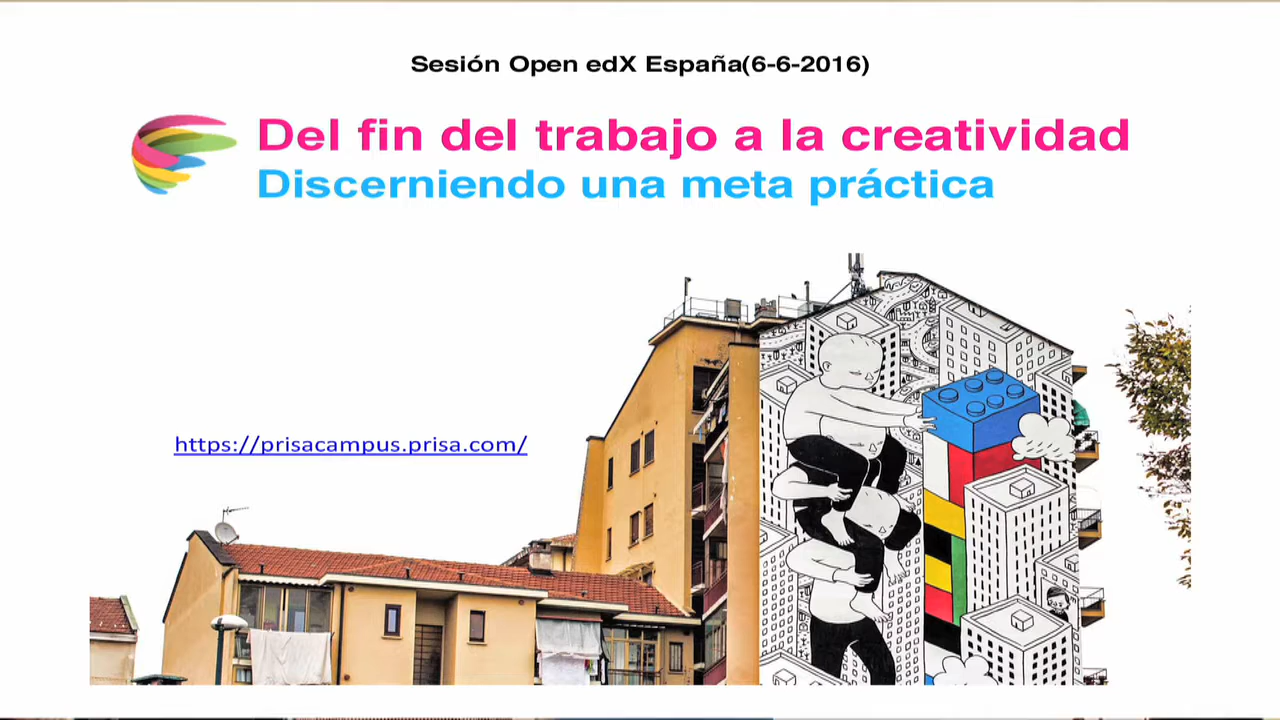 Sesión Open edX España(6-6-2016)
Del fin del trabajo a la creatividad
Discerniendo una meta práctica
https://prisacampus.prisa.com/